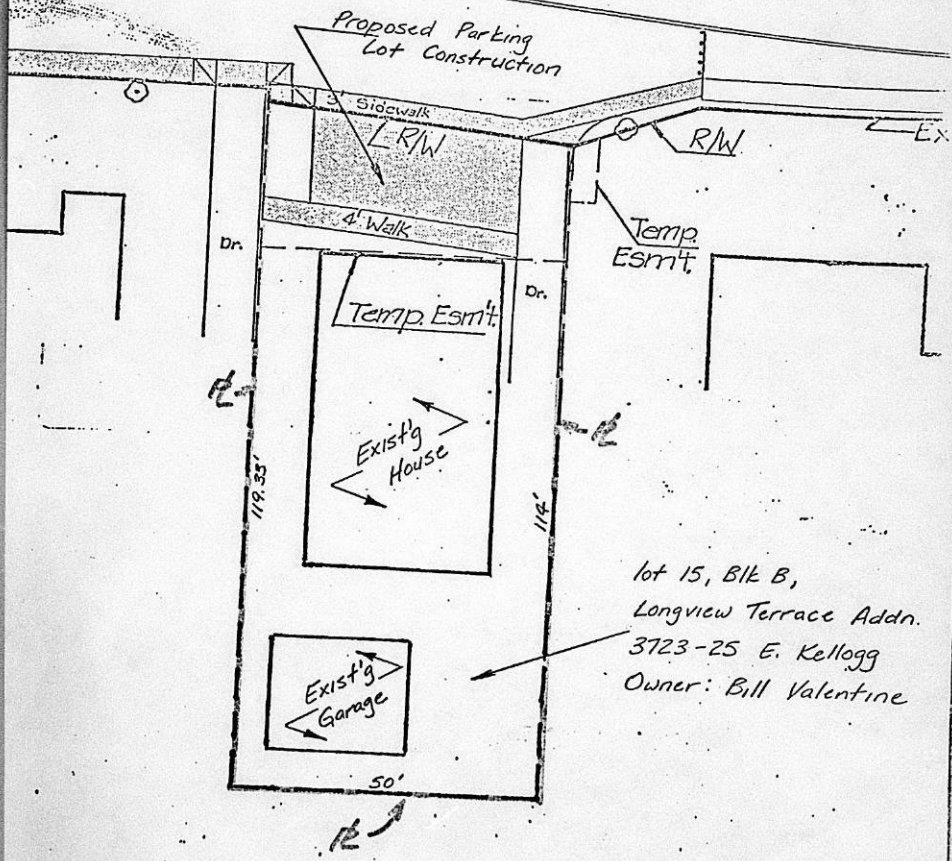 Proposed Parking
Lot Construction
3' Sidewalk
R/W
R/W
Ex
4' Walk
Temp.
Esm't.
Dr.
Dr.
Temp. Esm't.
Exist'g
House
119.33'
114'
lot 15, Blk B,
Longview Terrace Addn.
3723-25 E. Kellogg
Owner: Bill Valentine
Exist'g
Garage
50'